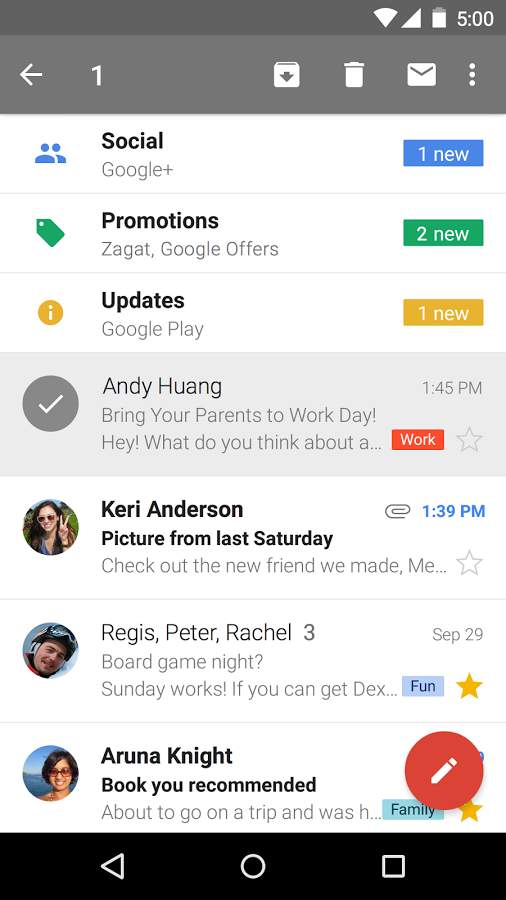 5:00
1
Social
Google+
1 new
Promotions
Zagat, Google Offers
2 new
Updates
Google Play
1 new
Andy Huang
1:45 PM
Bring Your Parents to Work Day!
Hey! What do you think about a...
Work
Keri Anderson
1:39 PM
Picture from last Saturday
Check out the new friend we made, Me...
Regis, Peter, Rachel 3
Sep 29
Board game night?
Sunday works! If you can get Dex...
Fun
Aruna Knight
Book you recommended
About to go on a trip and was h...
Family